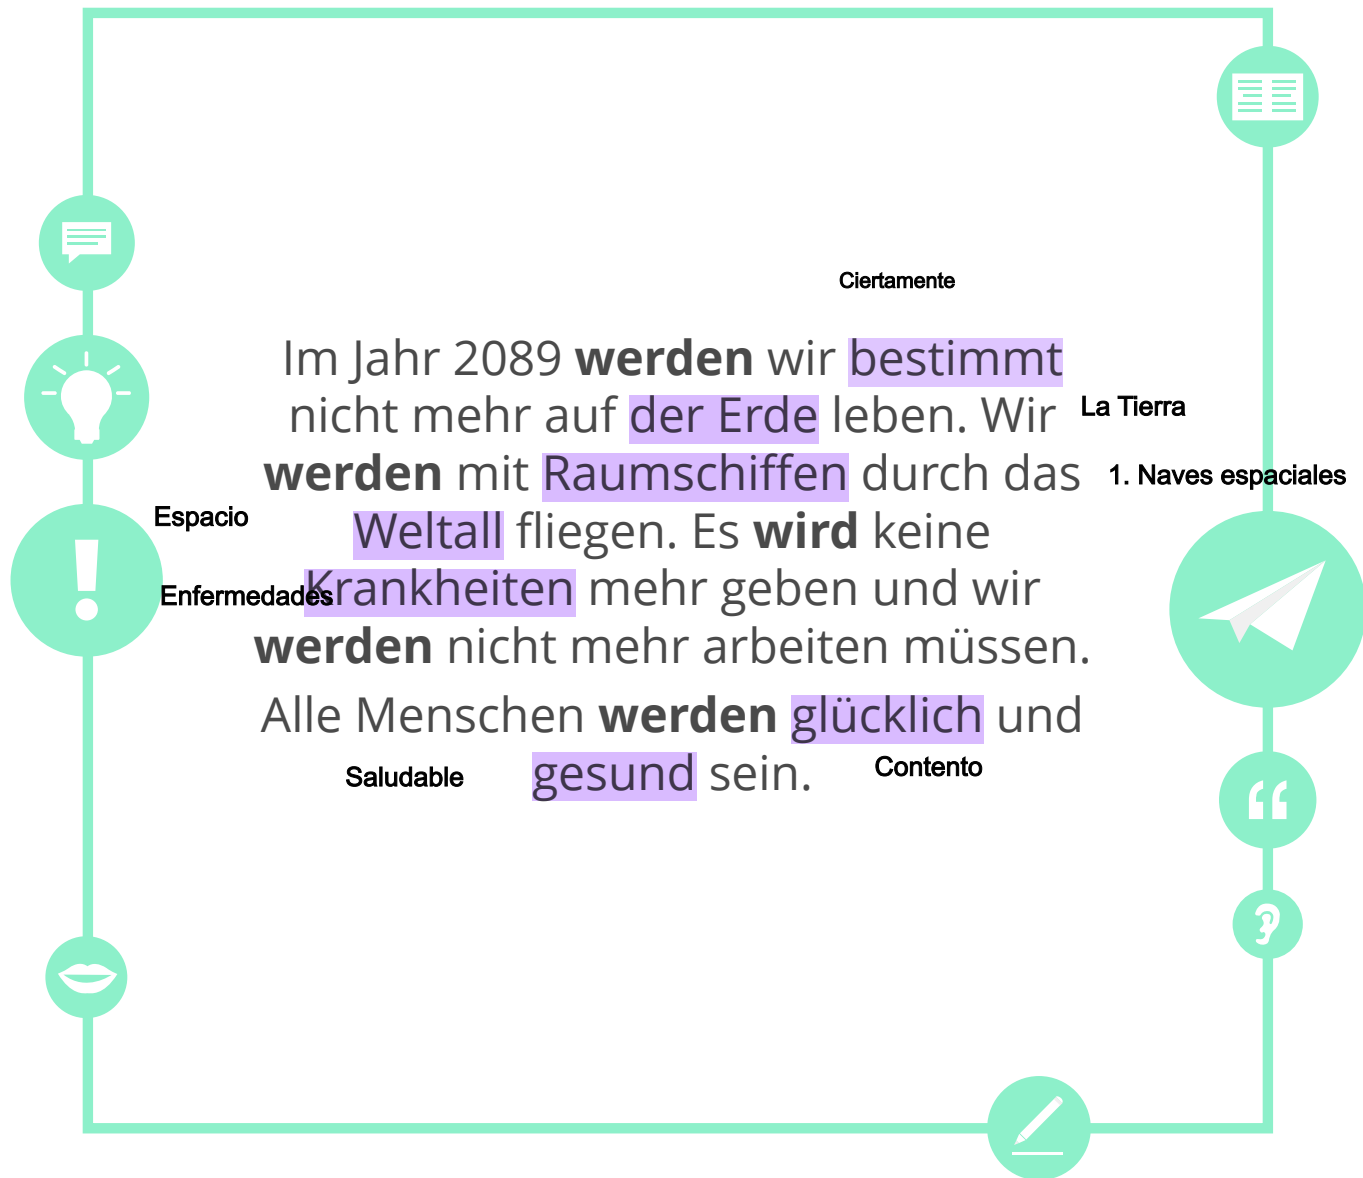 Ciertamente
Im Jahr 2089 werden wir bestimmt
nicht mehr auf der Erde leben. Wir
La Tierra
werden mit Raumschiffen durch das
1. Naves espaciales
Espacio
Weltall fliegen. Es wird keine
Enfermedades
Krankheiten mehr geben und wir
werden nicht mehr arbeiten müssen.
Alle Menschen werden glücklich und
Saludable
gesund sein.
Contento